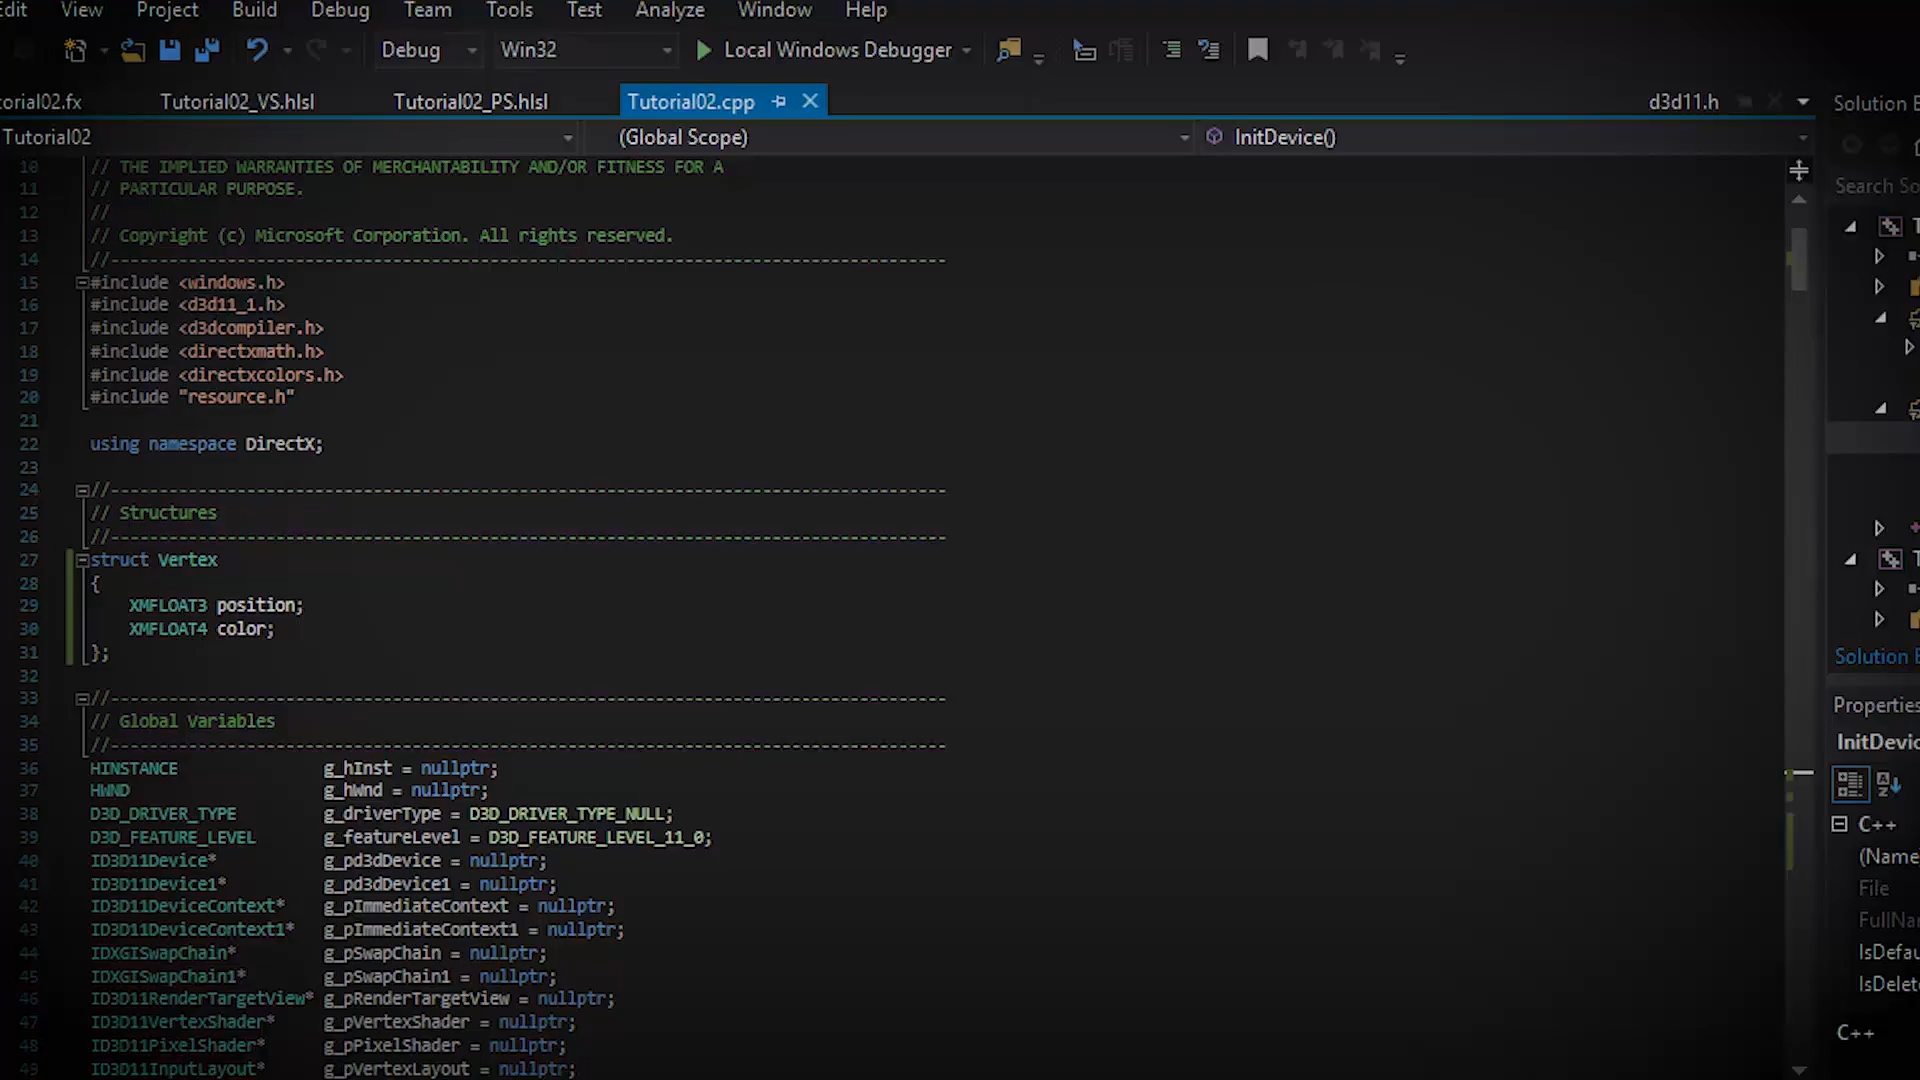 Edit View Project Build Debug Team Tools Test Analyze Window Help
Debug Win32 Local Windows Debugger
orial02.fx Tutorial02_VS.hlsl Tutorial02_PS.hlsl Tutorial02.cpp d3d11.h Solution E
Tutorial02 (Global Scope) InitDevice()
Search So
10 // THE IMPLIED WARRANTIES OF MERCHANTABILITY AND/OR FITNESS FOR A
11 // PARTICULAR PURPOSE.
12 //
13 // Copyright (c) Microsoft Corporation. All rights reserved.
14 //--------------------------------------------------------------------------------------
15 #include <windows.h>
16 #include <d3d11_1.h>
17 #include <d3dcompiler.h>
18 #include <directxmath.h>
19 #include <directxcolors.h>
20 #include "resource.h"
21
22 using namespace DirectX;
23
24 //--------------------------------------------------------------------------------------
25 // Structures
26 //--------------------------------------------------------------------------------------
27 struct Vertex
28 {
29 XMFLOAT3 position;
30 XMFLOAT4 color;
31 };
32
33 //--------------------------------------------------------------------------------------
34 // Global Variables
35 //--------------------------------------------------------------------------------------
36 HINSTANCE g_hInst = nullptr;
37 HWND g_hWnd = nullptr;
38 D3D_DRIVER_TYPE g_driverType = D3D_DRIVER_TYPE_NULL;
39 D3D_FEATURE_LEVEL g_featureLevel = D3D_FEATURE_LEVEL_11_0;
40 ID3D11Device* g_pd3dDevice = nullptr;
41 ID3D11Device1* g_pd3dDevice1 = nullptr;
42 ID3D11DeviceContext* g_pImmediateContext = nullptr;
43 ID3D11DeviceContext1* g_pImmediateContext1 = nullptr;
44 IDXGISwapChain* g_pSwapChain = nullptr;
45 IDXGISwapChain1* g_pSwapChain1 = nullptr;
46 ID3D11RenderTargetView* g_pRenderTargetView = nullptr;
47 ID3D11VertexShader* g_pVertexShader = nullptr;
48 ID3D11PixelShader* g_pPixelShader = nullptr;
49 ID3D11InputLayout* g_pVertexLayout = nullptr;
Solution E
Properties
InitDevic
C++
(Name
File
FullNa
IsDefau
IsDelet
C++